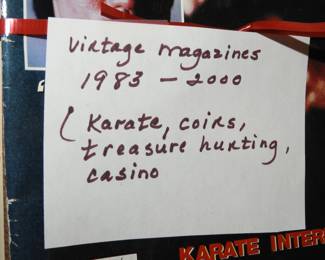 Vintage magazines
1983 - 2000
( Karate, coins,
treasure hunting,
casino
KARATE INTER